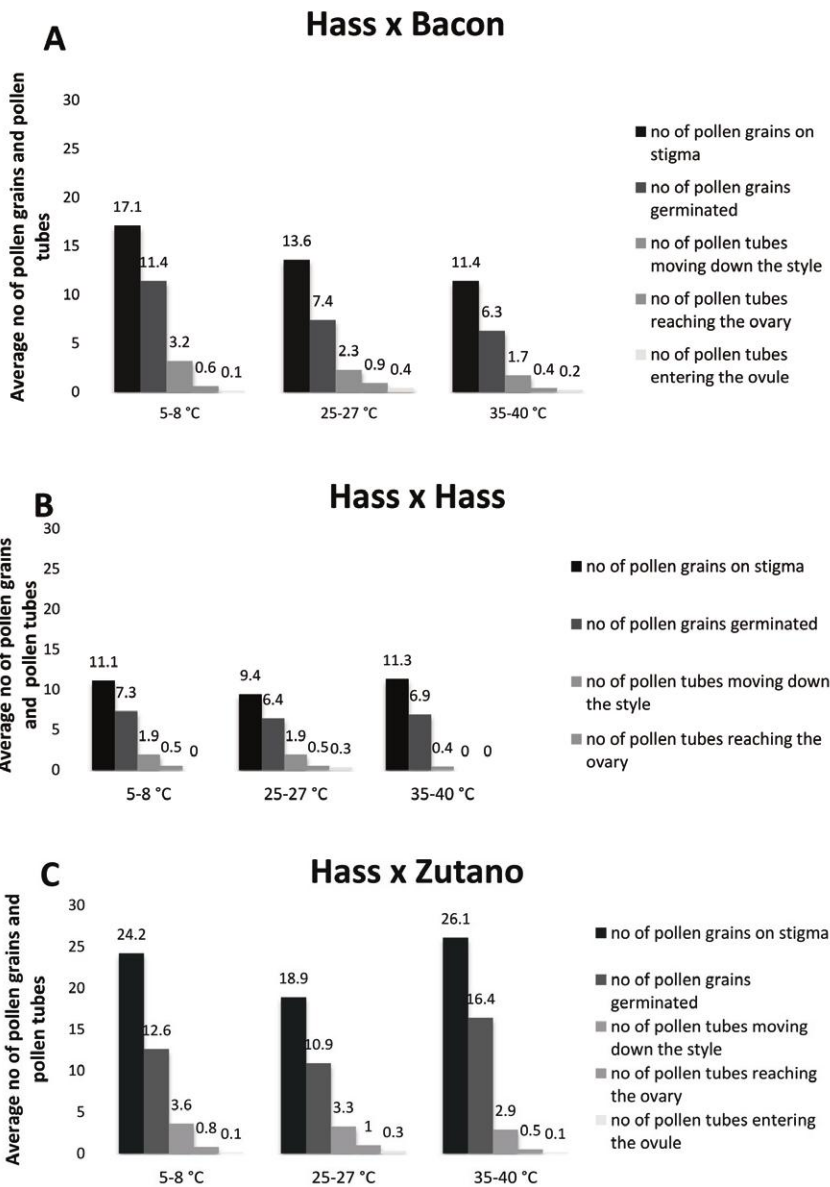 A
Hass x Bacon
Average no of pollen grains and pollen
tubes
30
25
20
15
10
5
0
17.1
11.4
3.2
0.6
0.1
13.6
7.4
2.3
0.9
0.4
11.4
6.3
1.7
0.4
0.2
5-8 °C
25-27 °C
35-40 °C
no of pollen grains on
stigma
no of pollen grains
germinated
no of pollen tubes
moving down the style
no of pollen tubes
reaching the ovary
no of pollen tubes
entering the ovule
B
Hass x Hass
Average no of pollen grains
and pollen tubes
30
25
20
15
10
5
0
11.1
7.3
1.9
0.5
0
9.4
6.4
1.9
0.5
0.3
11.3
6.9
0.4
0
0
5-8 °C
25-27 °C
35-40 °C
no of pollen grains on stigma
no of pollen grains germinated
no of pollen tubes moving down
the style
no of pollen tubes reaching the
ovary
C
Hass x Zutano
Average no of pollen grains and
pollen tubes
30
25
20
15
10
5
0
24.2
12.6
3.6
0.8
0.1
18.9
10.9
3.3
1
0.3
26.1
16.4
2.9
0.5
0.1
5-8 °C
25-27 °C
35-40 °C
no of pollen grains on stigma
no of pollen grains
germinated
no of pollen tubes moving
down the style
no of pollen tubes reaching
the ovary
no of pollen tubes entering
the ovule